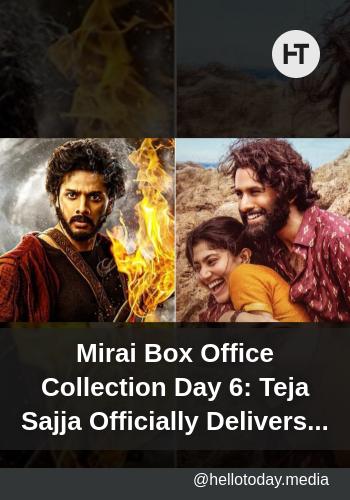 HT
Mirai Box Office
Collection Day 6: Teja
Sajja Officially Delivers...
@hellotoday.media